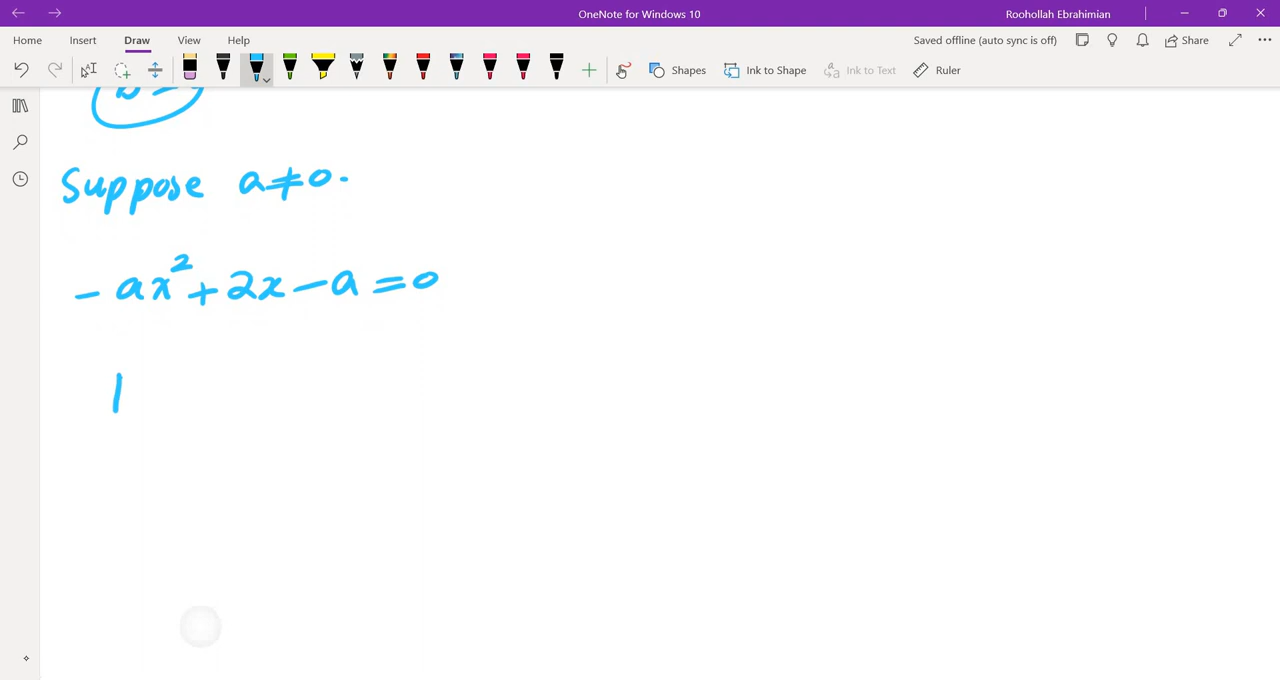 OneNote for Windows 10
Roohollah Ebrahimian
Home Insert Draw View Help
Saved offline (auto sync is off)
Share
Shapes
Ink to Shape
Ink to Text
Ruler
Suppose a≠0.
-ax²+2x-a=0